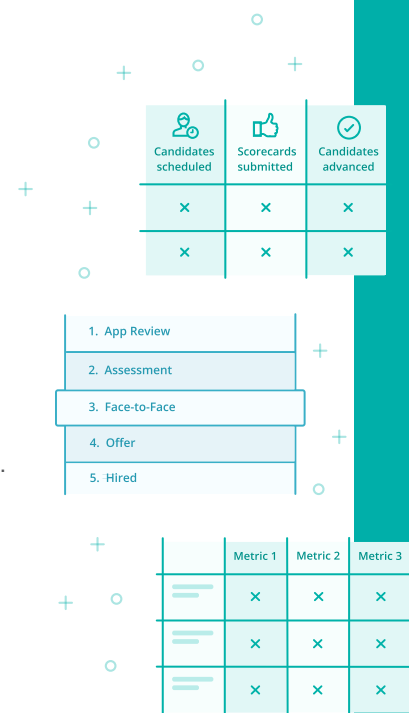 Candidates scheduled
Scorecards submitted
Candidates advanced
1. App Review
2. Assessment
3. Face-to-Face
4. Offer
5. Hired
Metric 1
Metric 2
Metric 3